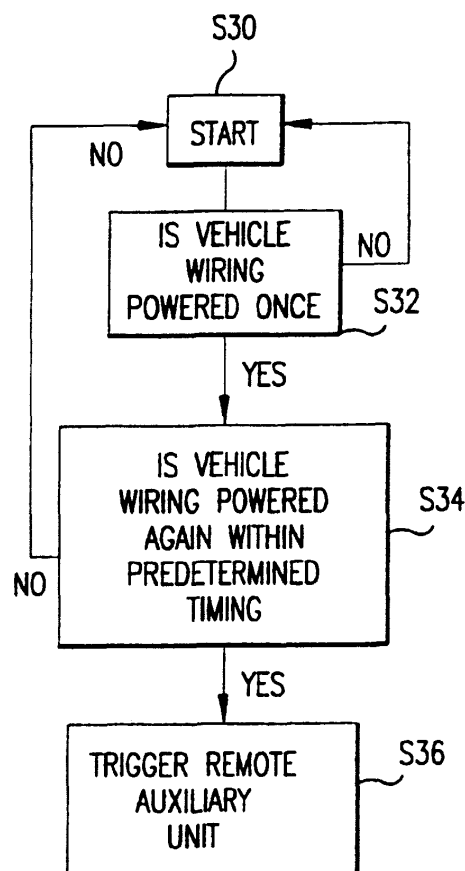 S30
START
NO
IS VEHICLE
WIRING
POWERED ONCE
NO
S32
YES
IS VEHICLE
WIRING POWERED
AGAIN WITHIN
PREDETERMINED
TIMING
S34
NO
YES
TRIGGER REMOTE
AUXILIARY
UNIT
S36